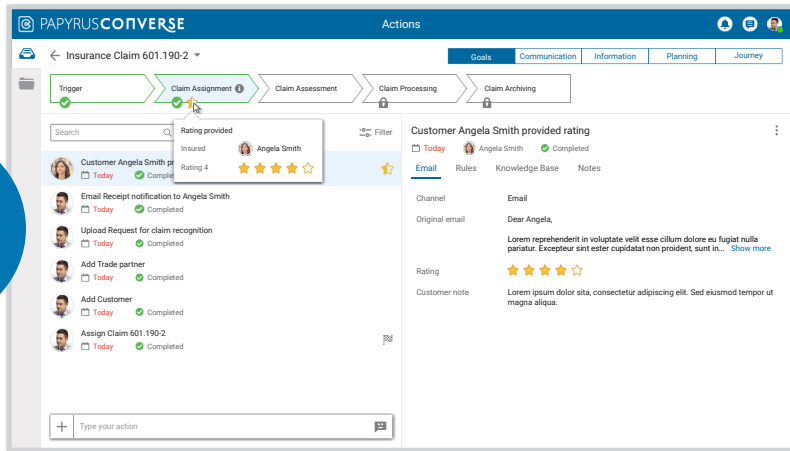 PAPYRUSCONVERSE
Actions
Insurance Claim 601.190-2
Goals
Communication
Information
Planning
Journey
Trigger
Claim Assignment
Claim Assessment
Claim Processing
Claim Archiving
Search
Filter
Rating provided
Insured
Angela Smith
Rating 4
Customer Angela Smith pr
Today
Comple
Email Receipt notification to Angela Smith
Today
Completed
Upload Request for claim recognition
Today
Completed
Add Trade partner
Today
Completed
Add Customer
Today
Completed
Assign Claim 601.190-2
Today
Completed
Type your action
Customer Angela Smith provided rating
Today
Angela Smith
Completed
Email
Rules
Knowledge Base
Notes
Channel
Email
Original email
Dear Angela,
Lorem reprehenderit in voluptate velit esse cillum dolore eu fugiat nulla
pariatur. Excepteur sint ester cupidatat non proident, sunt in... Show more
Rating
Customer note
Lorem ipsum dolor sita, consectetur adipiscing elit. Sed eiusmod tempor ut
magna aliqua.